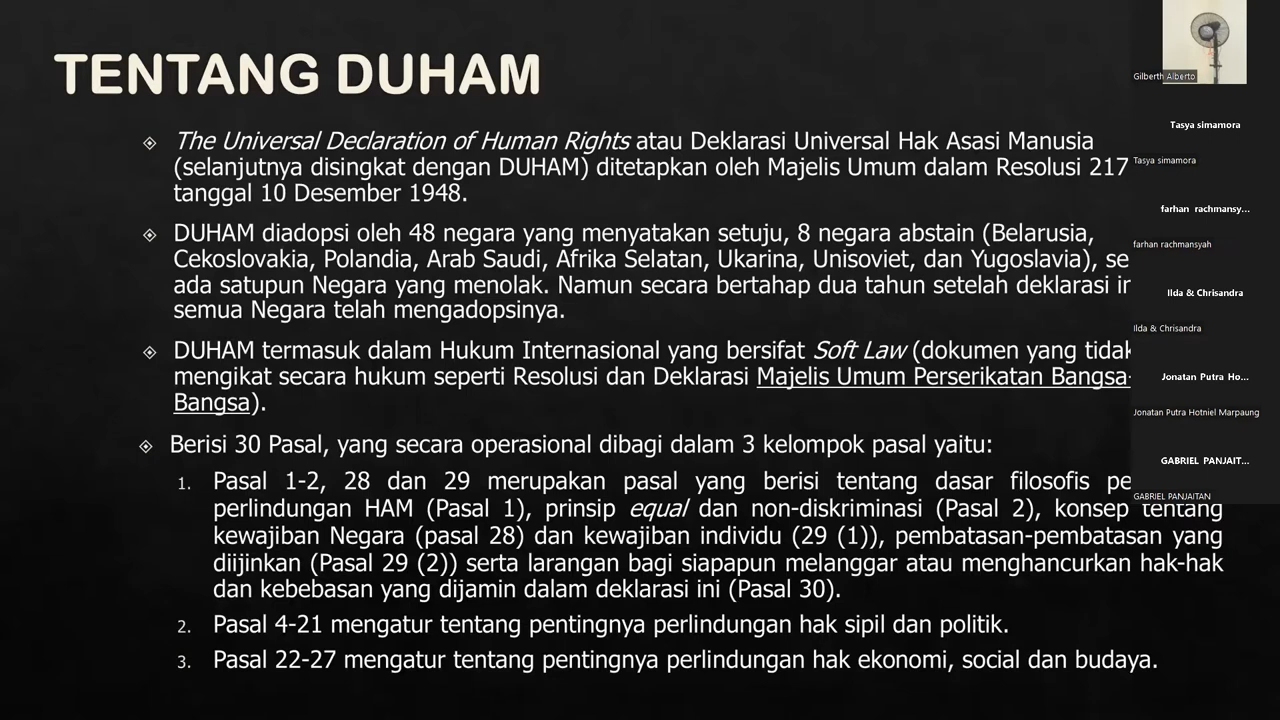 TENTANG DUHAM
The Universal Declaration of Human Rights atau Deklarasi Universal Hak Asasi Manusia
(selanjutnya disingkat dengan DUHAM) ditetapkan oleh Majelis Umum dalam Resolusi 217
tanggal 10 Desember 1948.
DUHAM diadopsi oleh 48 negara yang menyatakan setuju, 8 negara abstain (Belarusia,
Cekoslovakia, Polandia, Arab Saudi, Afrika Selatan, Ukarina, Unisoviet, dan Yugoslavia),
ada satupun Negara yang menolak. Namun secara bertahap dua tahun setelah deklarasi
semua Negara telah mengadopsinya.
DUHAM termasuk dalam Hukum Internasional yang bersifat Soft Law (dokumen yang tidak
mengikat secara hukum seperti Resolusi dan Deklarasi Majelis Umum Perserikatan Bangsa-
Bangsa).
Berisi 30 Pasal, yang secara operasional dibagi dalam 3 kelompok pasal yaitu:
1. Pasal 1-2, 28 dan 29 merupakan pasal yang berisi tentang dasar filosofis
perlindungan HAM (Pasal 1), prinsip equal dan non-diskriminasi (Pasal 2), konsep tentang
kewajiban Negara (pasal 28) dan kewajiban individu (29 (1)), pembatasan-pembatasan yang
diijinkan (Pasal 29 (2)) serta larangan bagi siapapun melanggar atau menghancurkan hak-hak
dan kebebasan yang dijamin dalam deklarasi ini (Pasal 30).
2. Pasal 4-21 mengatur tentang pentingnya perlindungan hak sipil dan politik.
3. Pasal 22-27 mengatur tentang pentingnya perlindungan hak ekonomi, social dan budaya.
Gilberth Alberto
Tasya simamora
Tasya simamora
farhan rachmansy...
farhan rachmansyah
Ilda & Chrisandra
Ilda & Chrisandra
Jonatan Putra Ho...
Jonatan Putra Hotniel Marpaung
GABRIEL PANJAIT...
GABRIEL PANJAITAN